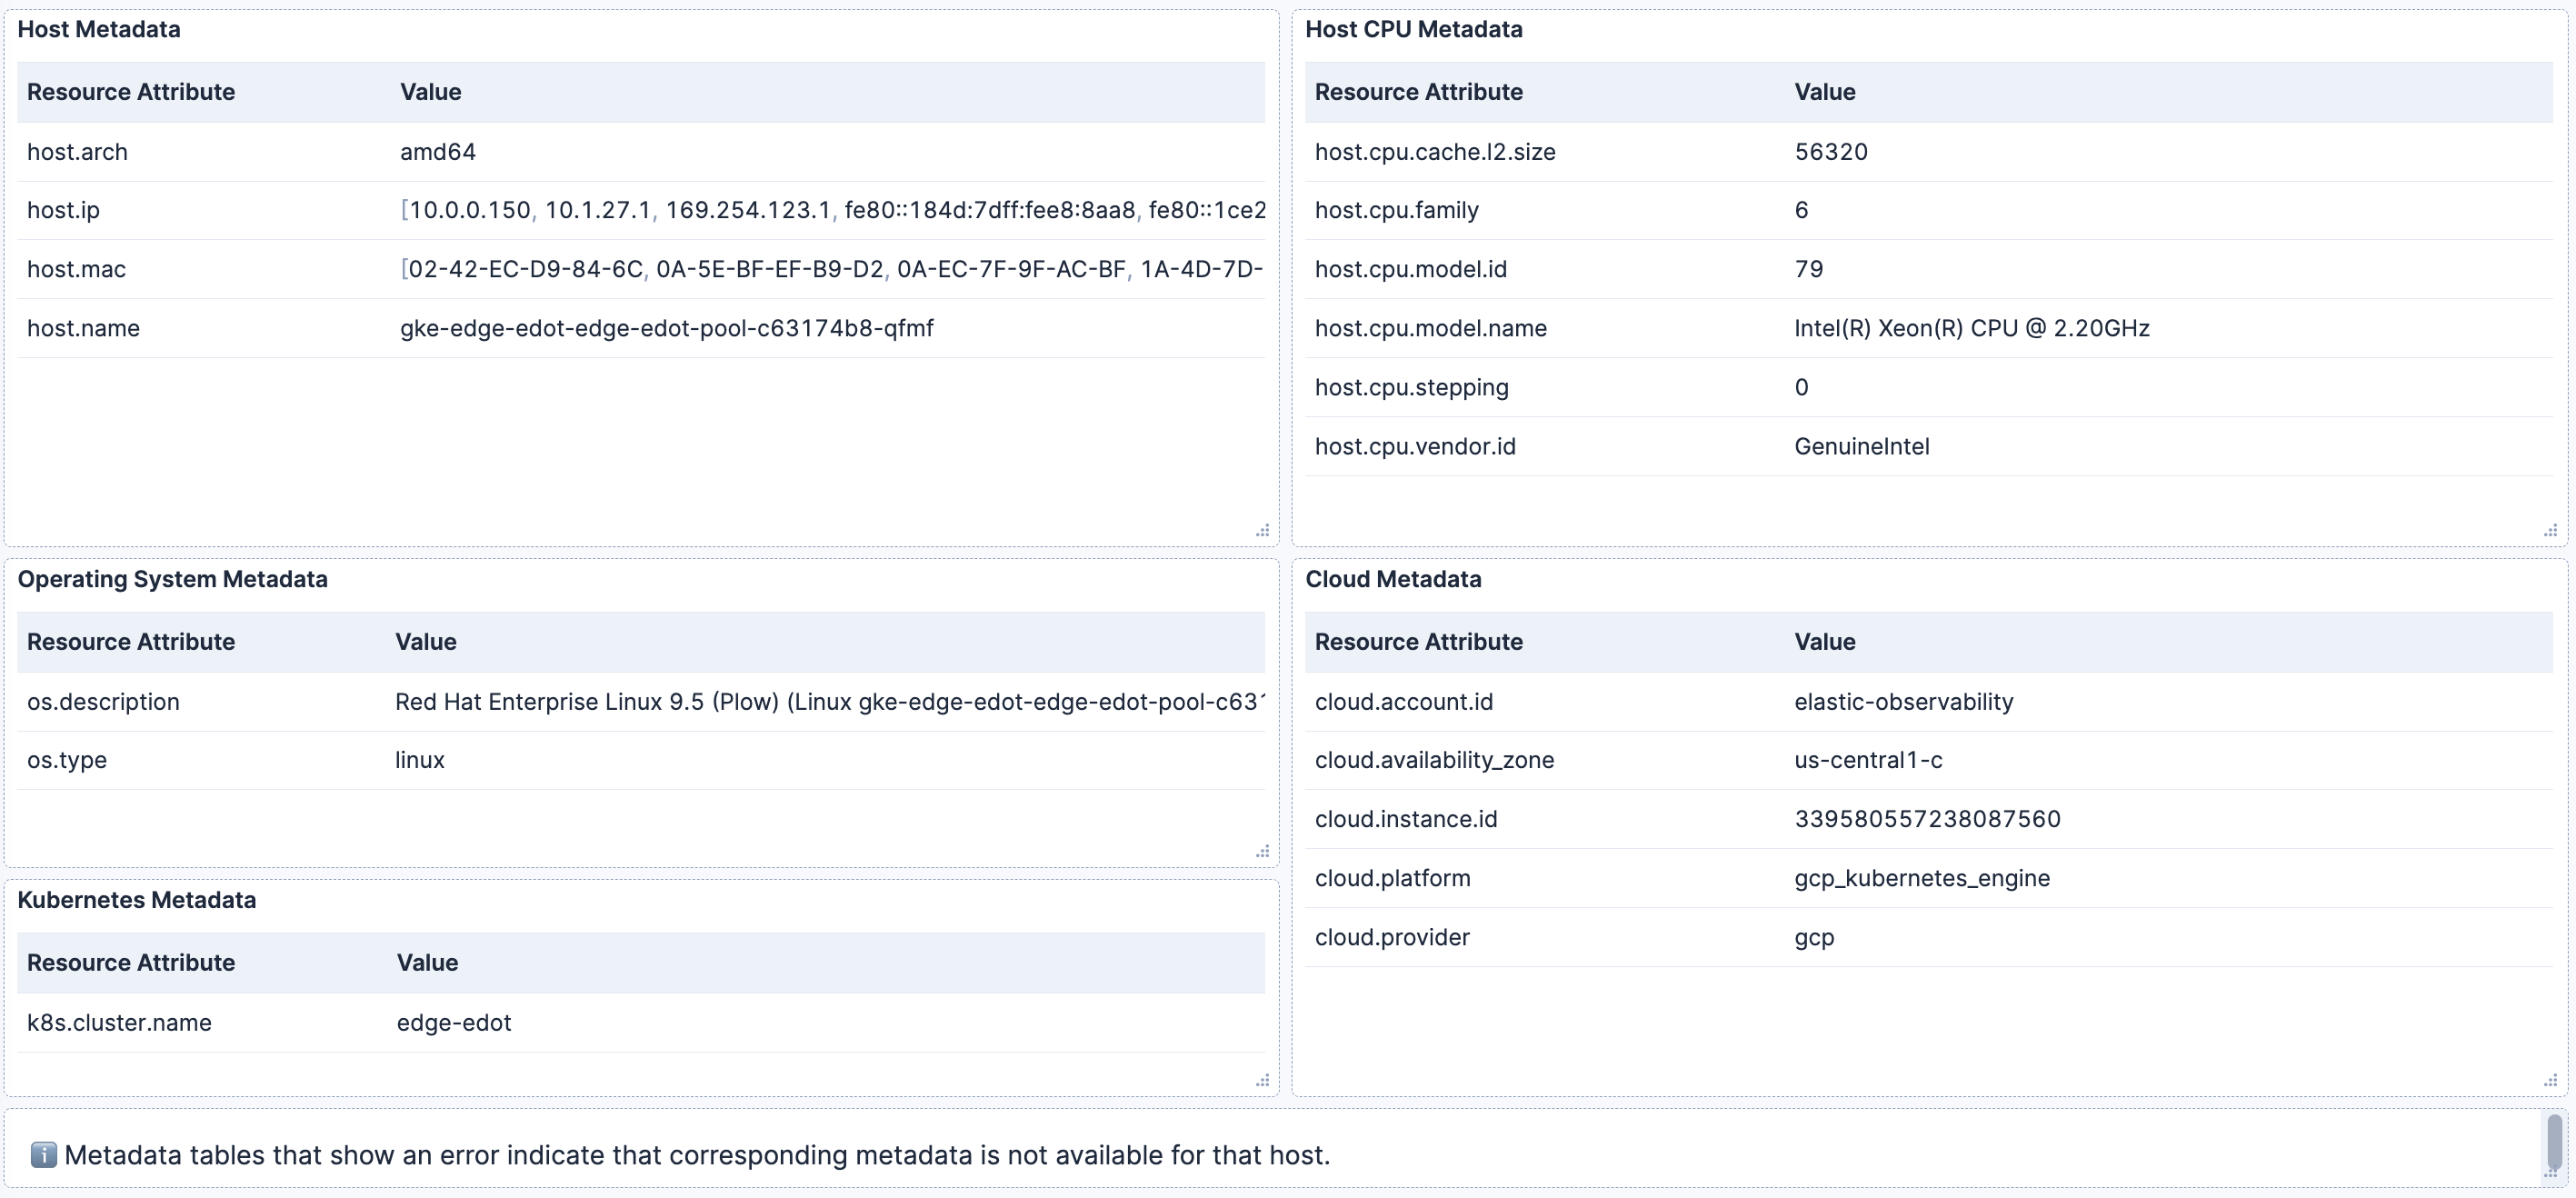 Host Metadata
Resource Attribute Value
host.arch amd64
host.ip [10.0.0.150, 10.1.27.1, 169.254.123.1, fe80::184d:7dff:fee8:8aa8, fe80::1ce2
host.mac [02-42-EC-D9-84-6C, 0A-5E-BF-EF-B9-D2, 0A-EC-7F-9F-AC-BF, 1A-4D-7D-
host.name gke-edge-edot-edge-edot-pool-c63174b8-qfmf
Host CPU Metadata
Resource Attribute Value
host.cpu.cache.l2.size 56320
host.cpu.family 6
host.cpu.model.id 79
host.cpu.model.name Intel(R) Xeon(R) CPU @ 2.20GHz
host.cpu.stepping 0
host.cpu.vendor.id GenuineIntel
Operating System Metadata
Resource Attribute Value
os.description Red Hat Enterprise Linux 9.5 (Plow) (Linux gke-edge-edot-edge-edot-pool-c631
os.type linux
Kubernetes Metadata
Resource Attribute Value
k8s.cluster.name edge-edot
Cloud Metadata
Resource Attribute Value
cloud.account.id elastic-observability
cloud.availability_zone us-central1-c
cloud.instance.id 339580557238087560
cloud.platform gcp_kubernetes_engine
cloud.provider gcp
ℹ️ Metadata tables that show an error indicate that corresponding metadata is not available for that host.